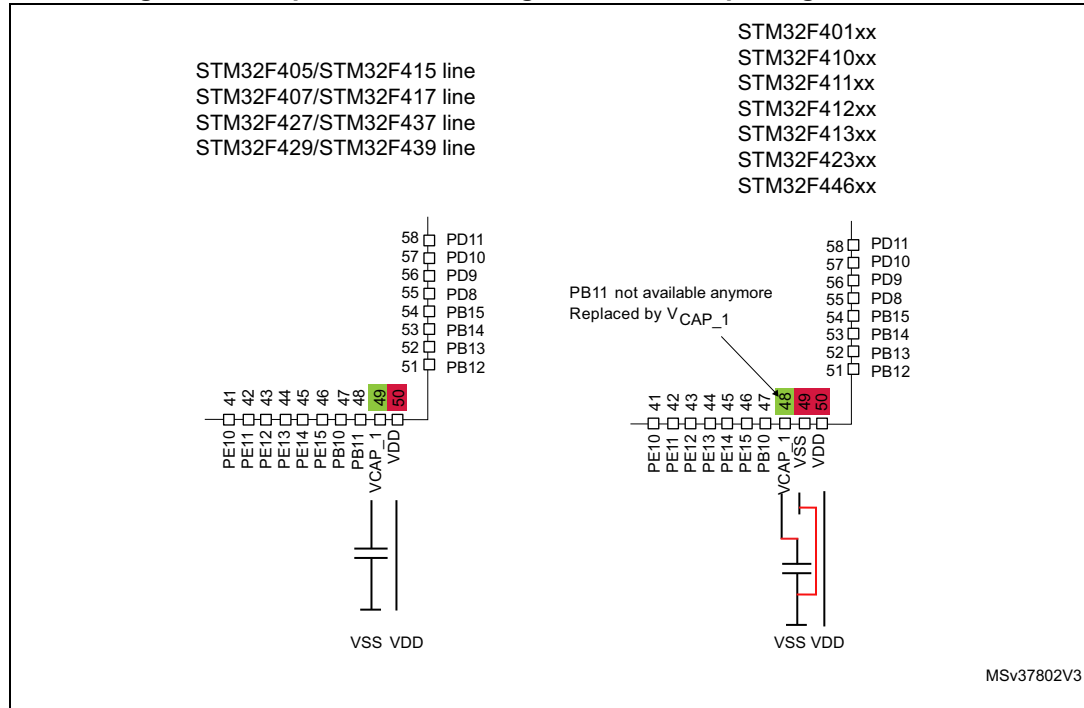 STM32F405/STM32F415 line
STM32F407/STM32F417 line
STM32F427/STM32F437 line
STM32F429/STM32F439 line
58 PD11
57 PD10
56 PD9
55 PD8
54 PB15
53 PB14
52 PB13
51 PB12
41 42 43 44 45 46 47 48 49 50
PE10 PE11 PE12 PE13 PE14 PE15 PB10 PB11 VCAP_1 VDD
VSS VDD
STM32F401xx
STM32F410xx
STM32F411xx
STM32F412xx
STM32F413xx
STM32F423xx
STM32F446xx
PB11 not available anymore
Replaced by VCAP_1
58 PD11
57 PD10
56 PD9
55 PD8
54 PB15
53 PB14
52 PB13
51 PB12
41 42 43 44 45 46 47 48 49 50
PE10 PE11 PE12 PE13 PE14 PE15 PB10 VCAP_1 VSS VDD
VSS VDD
MSv37802V3